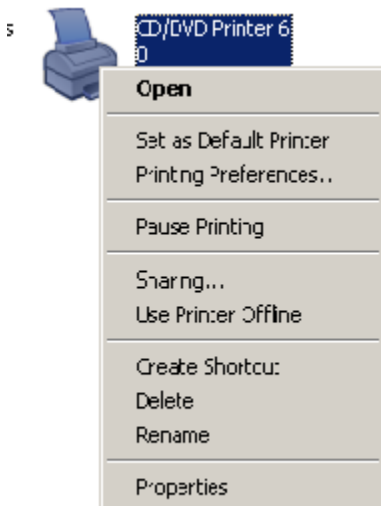 s
CD/DVD Printer 6
0
Open
Set as Default Printer
Printing Preferences...
Pause Printing
Sharing...
Use Printer Offline
Create Shortcut
Delete
Rename
Properties